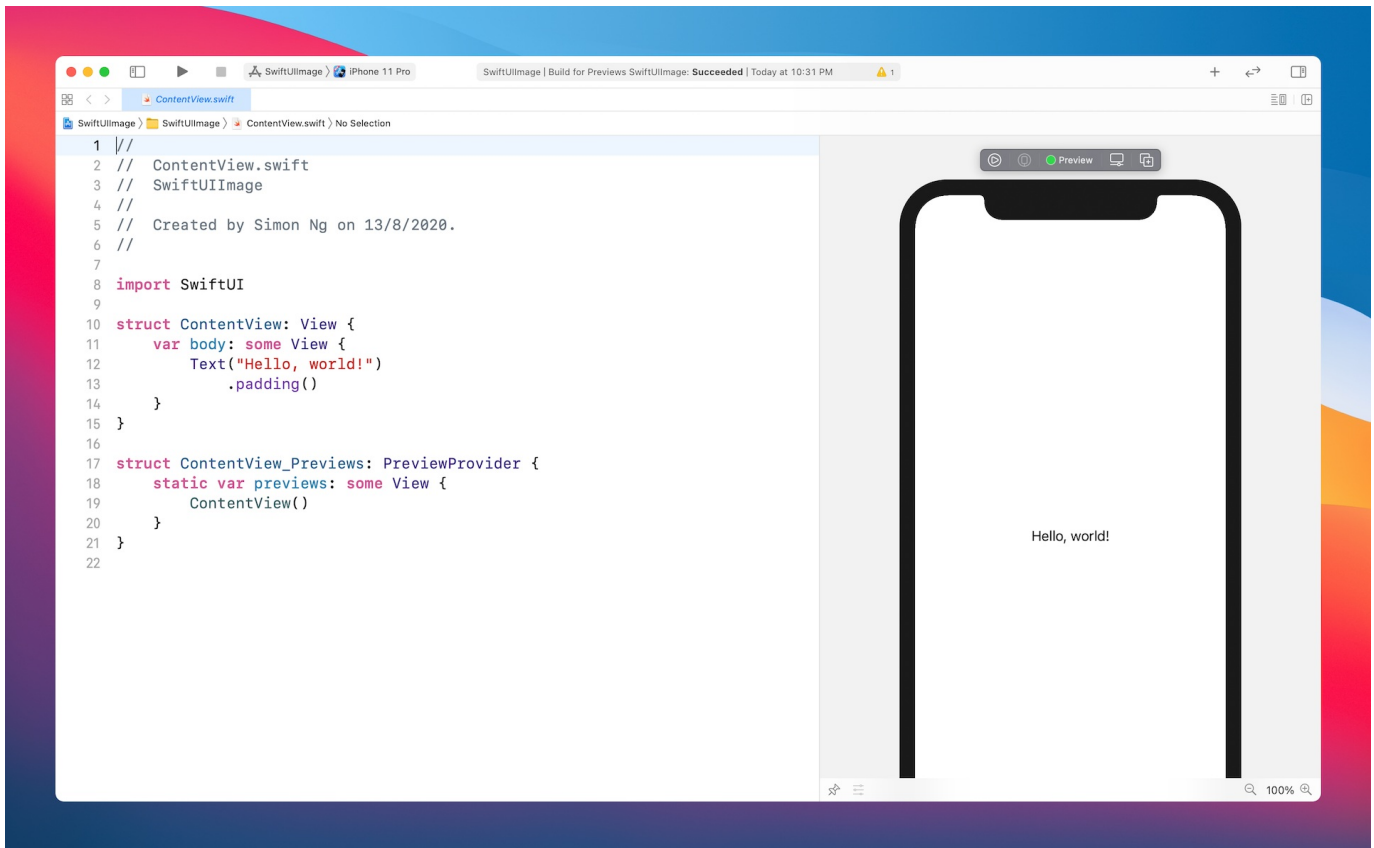 SwiftUIImage 〉 iPhone 11 Pro
SwiftUIImage | Build for Previews SwiftUIImage: Succeeded | Today at 10:31 PM
1
ContentView.swift
SwiftUIImage 〉 SwiftUIImage 〉 ContentView.swift 〉 No Selection
1 //
2 //  ContentView.swift
3 //  SwiftUIImage
4 //
5 //  Created by Simon Ng on 13/8/2020.
6 //
7
8 import SwiftUI
9
10 struct ContentView: View {
11     var body: some View {
12         Text("Hello, world!")
13             .padding()
14     }
15 }
16
17 struct ContentView_Previews: PreviewProvider {
18     static var previews: some View {
19         ContentView()
20     }
21 }
22
Preview
Hello, world!
100%